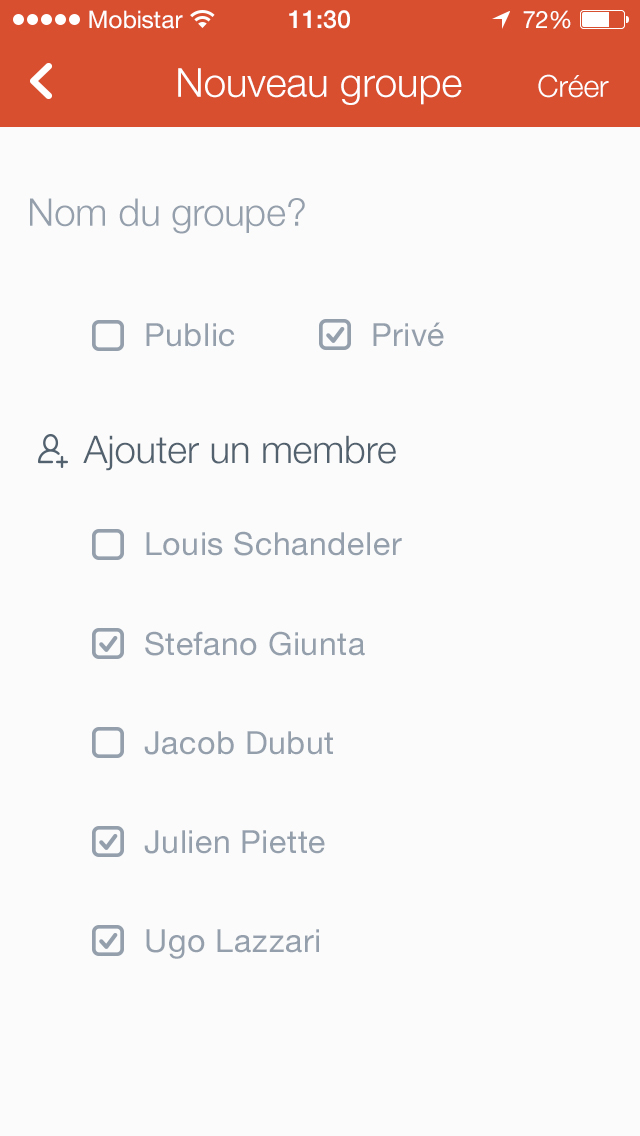 Mobistar 11:30 72%
Nouveau groupe Créer
Nom du groupe?
Public Privé
Ajouter un membre
Louis Schandeler
Stefano Giunta
Jacob Dubut
Julien Piette
Ugo Lazzari